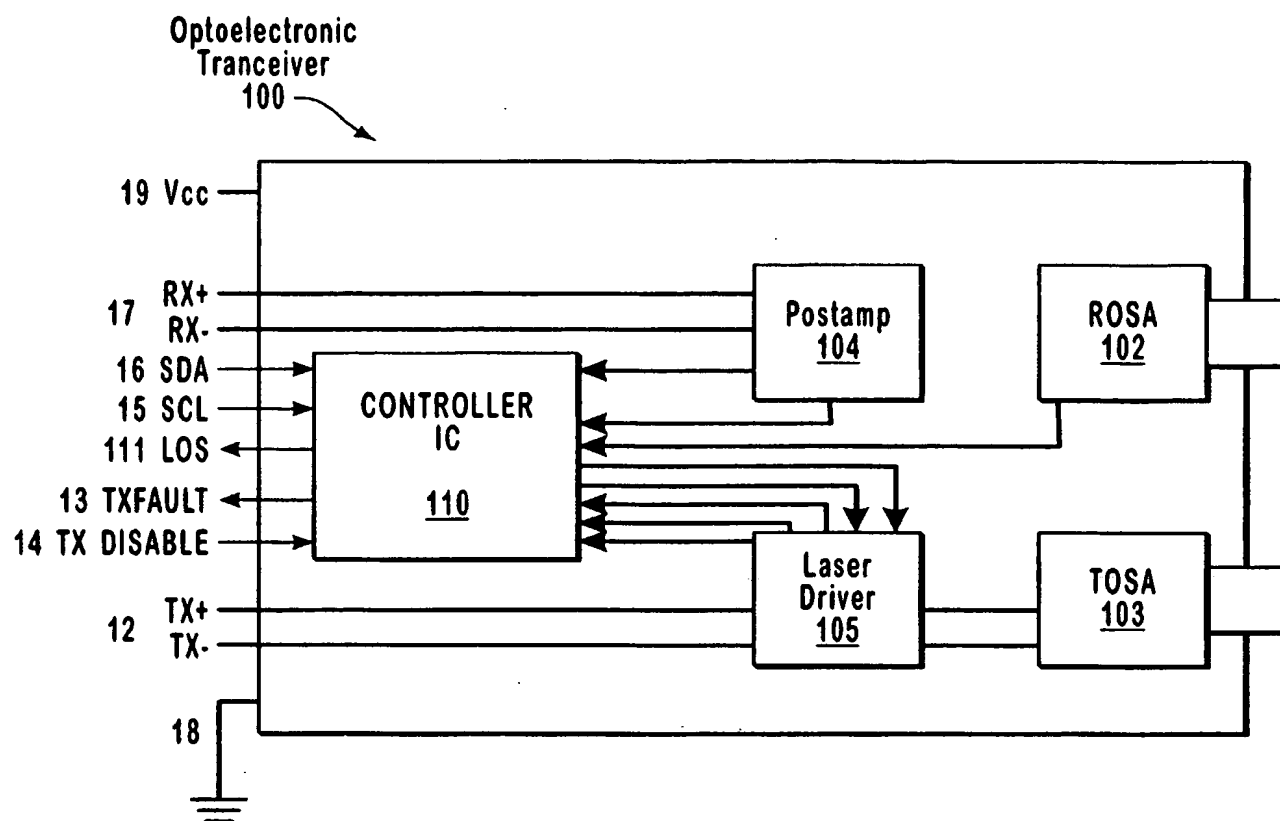 Optoelectronic
Tranceiver
100
19 Vcc
17
RX+
RX-
16 SDA
15 SCL
111 LOS
13 TXFAULT
14 TX DISABLE
12
TX+
TX-
18
CONTROLLER
IC
110
Postamp
104
ROSA
102
Laser
Driver
105
TOSA
103